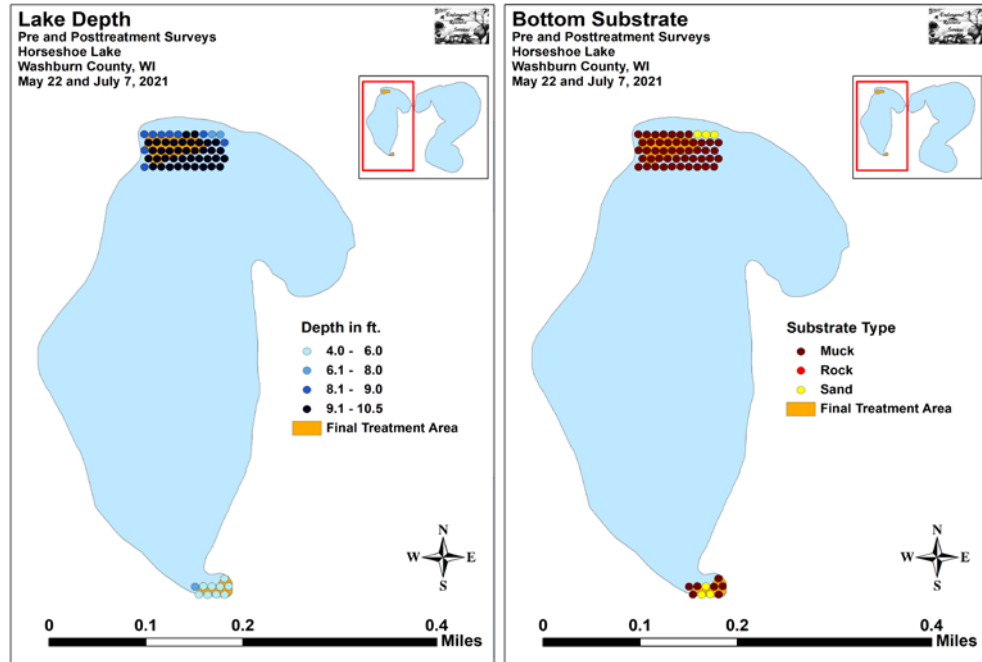 Lake Depth
Pre and Posttreatment Surveys
Horseshoe Lake
Washburn County, WI
May 22 and July 7, 2021
Depth in ft.
4.0 - 6.0
6.1 - 8.0
8.1 - 9.0
9.1 - 10.5
Final Treatment Area
N
W E
S
0 0.1 0.2 0.4
Miles
Bottom Substrate
Pre and Posttreatment Surveys
Horseshoe Lake
Washburn County, WI
May 22 and July 7, 2021
Substrate Type
Muck
Rock
Sand
Final Treatment Area
N
W E
S
0 0.1 0.2 0.4
Miles